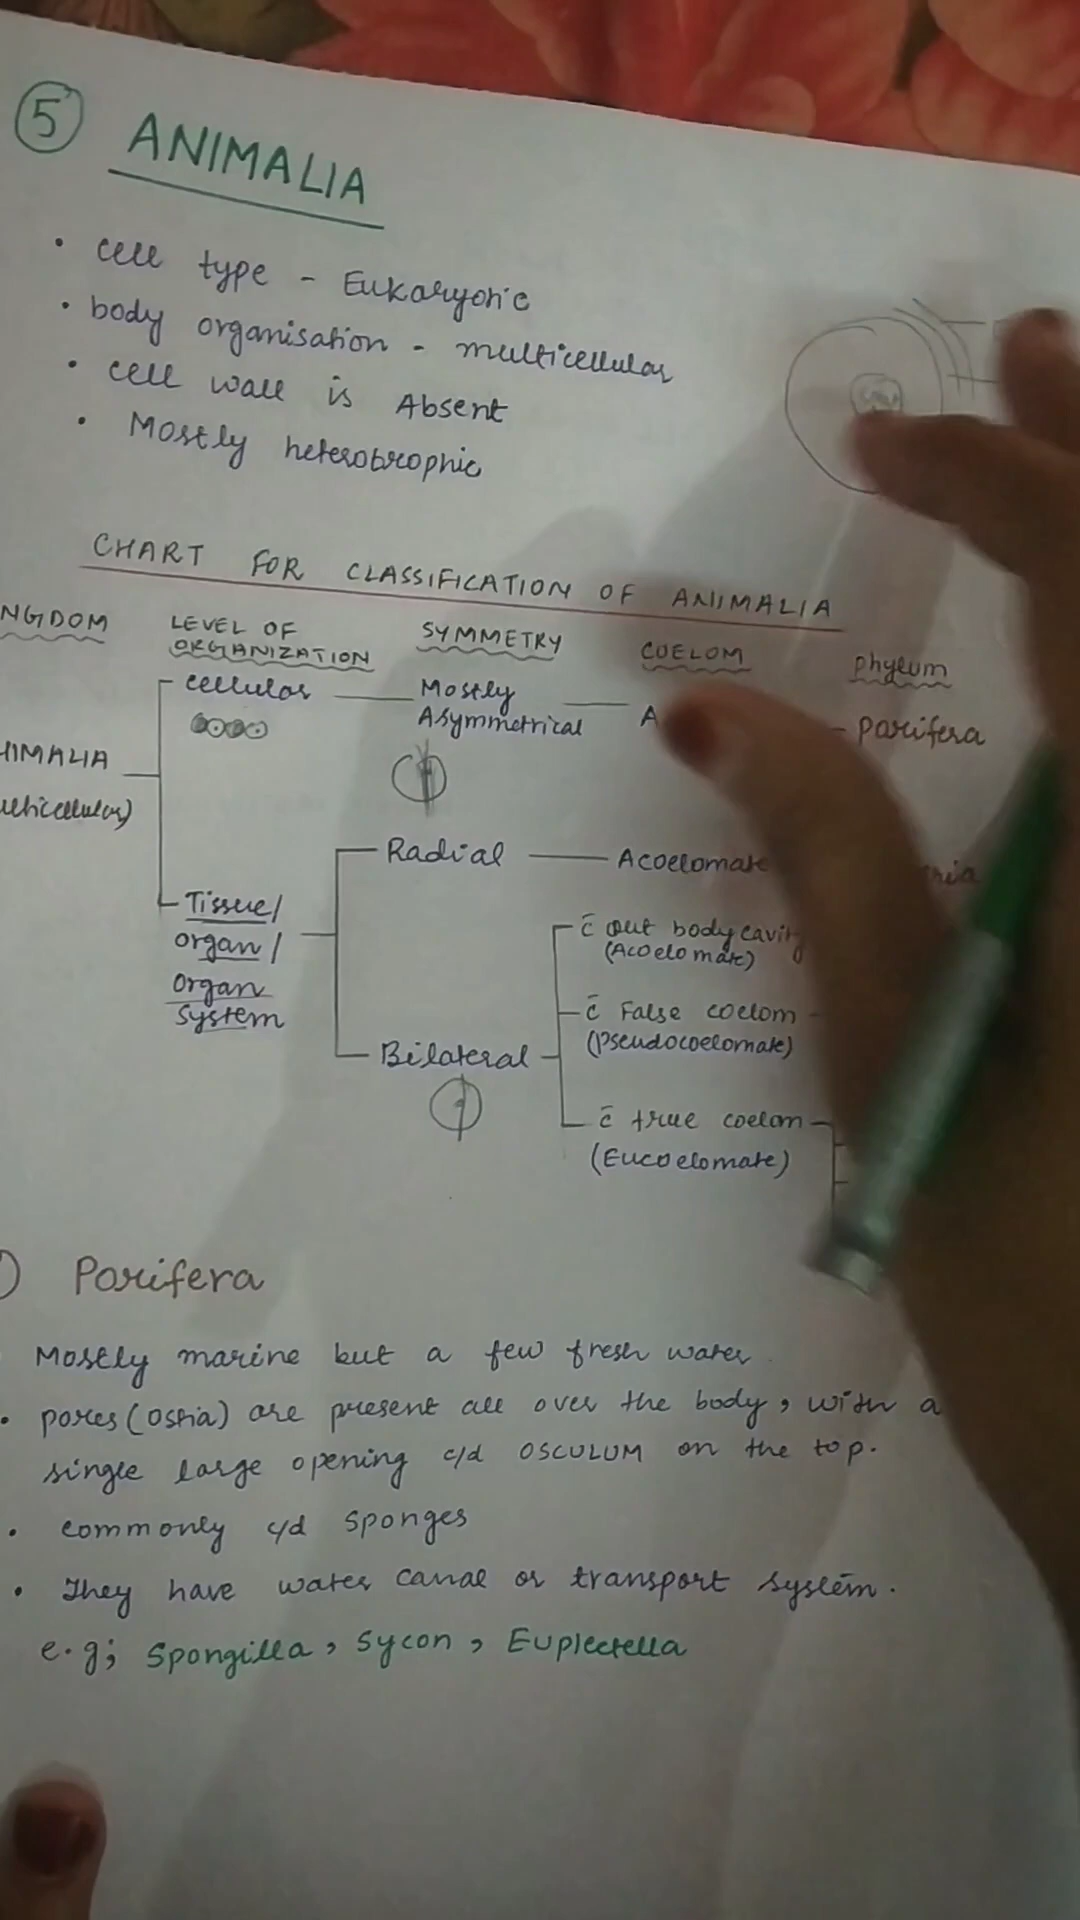 5 ANIMALIA
• cell type - Eukaryotic
• body organisation - multicellular
• cell wall is Absent
• Mostly heterotrophic
CHART FOR CLASSIFICATION OF ANIMALIA
NGDOM LEVEL OF ORGANIZATION SYMMETRY COELOM phylum
cellular Mostly Asymmetrical A - Porifera
NIMALIA
ulticellular)
Radial Acoelomate ria
Tissue/
organ/
organ
system
c̄ out body cavity
(Acoelomate)
c̄ False coelom -
(pseudocoelomate)
Bilateral
c̄ true coelom
(Eucoelomate)
) Porifera
Mostly marine but a few fresh water.
• pores (ostia) are present all over the body, with a
single large opening c/d OSCULUM on the top.
• commonly c/d sponges
• They have water canal or transport system.
e.g; Spongilla, Sycon, Euplectella